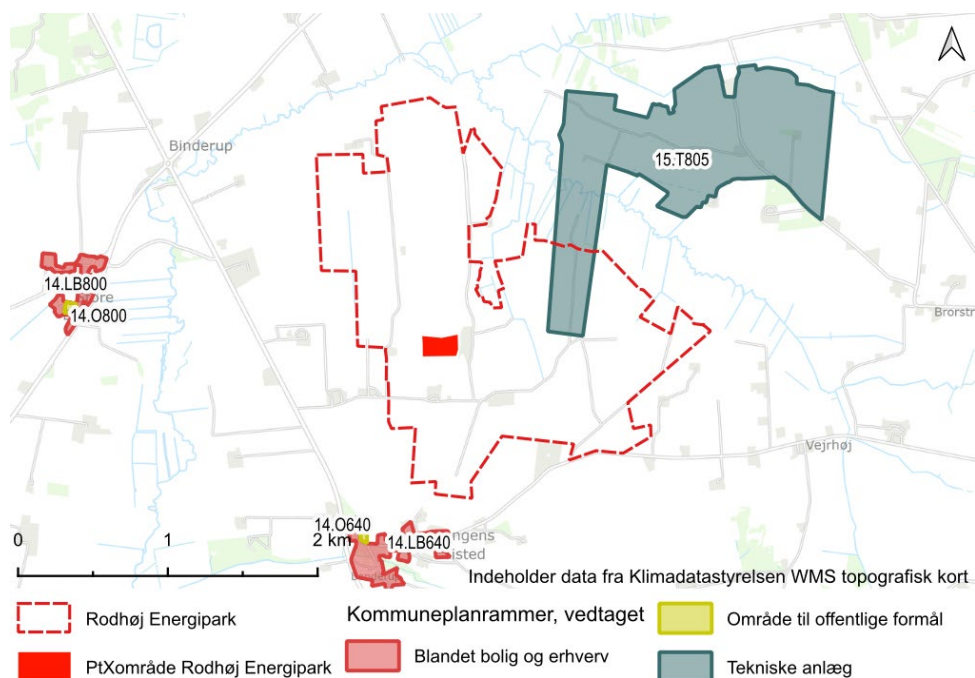 Binderup
15.T805
14.LB800
14.O800
Brorstr
Vejrhøj
14.O640
14.LB640
ngens
isted
0
1
2 km
Indeholder data fra Klimadatastyrelsen WMS topografisk kort
Rodhøj Energipark
Kommuneplanrammer, vedtaget
Område til offentlige formål
PtXområde Rodhøj Energipark
Blandet bolig og erhverv
Tekniske anlæg